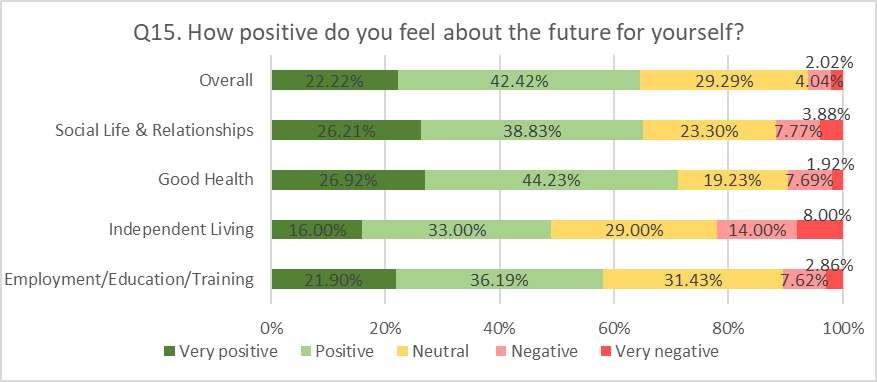 Q15. How positive do you feel about the future for yourself?
2.02%
Overall 22.22% 42.42% 29.29% 4.04%
3.88%
Social Life & Relationships 26.21% 38.83% 23.30% 7.77%
1.92%
Good Health 26.92% 44.23% 19.23% 7.69%
8.00%
Independent Living 16.00% 33.00% 29.00% 14.00%
2.86%
Employment/Education/Training 21.90% 36.19% 31.43% 7.62%
0% 20% 40% 60% 80% 100%
Very positive Positive Neutral Negative Very negative